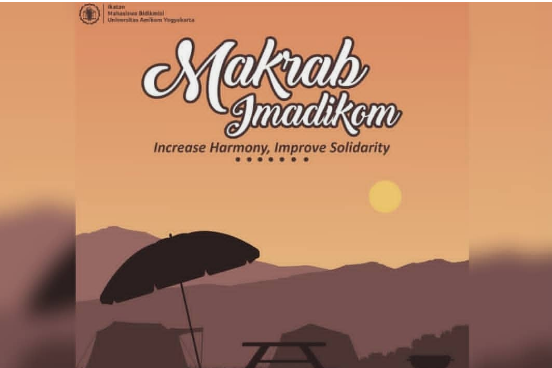 Ikatan
Mahasiswa Bidikmisi
Universitas Amikom Yogyakarta
Makrab
Imadikom
Increase Harmony, Improve Solidarity